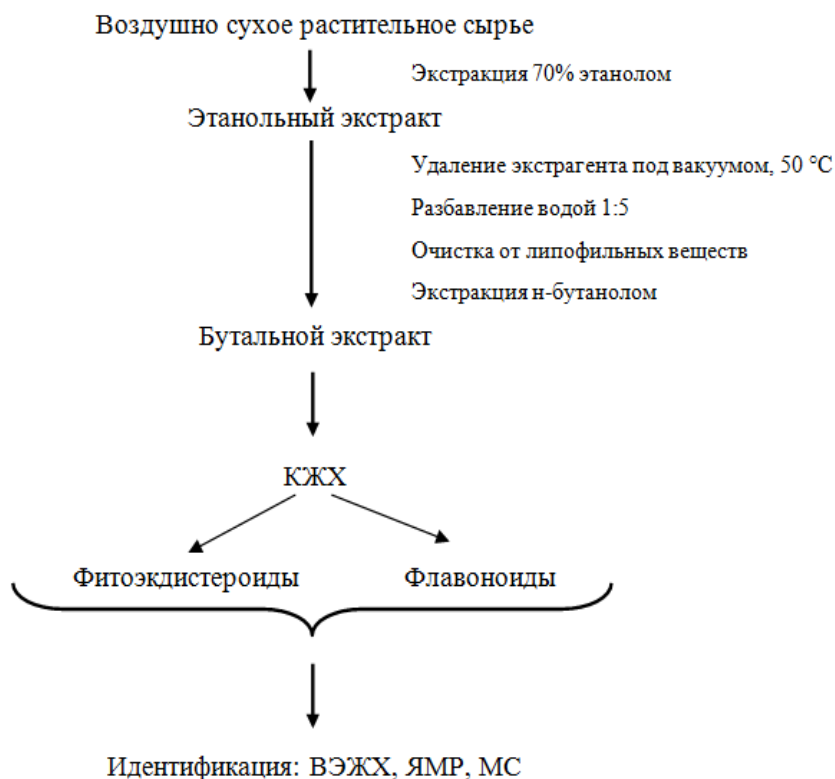 Воздушно сухое растительное сырье
Экстракция 70% этанолом
Этанольный экстракт
Удаление экстрагента под вакуумом, 50 °C
Разбавление водой 1:5
Очистка от липофильных веществ
Экстракция н-бутанолом
Бутальной экстракт
КЖХ
Фитоэкдистероиды
Флавоноиды
Идентификация: ВЭЖХ, ЯМР, МС